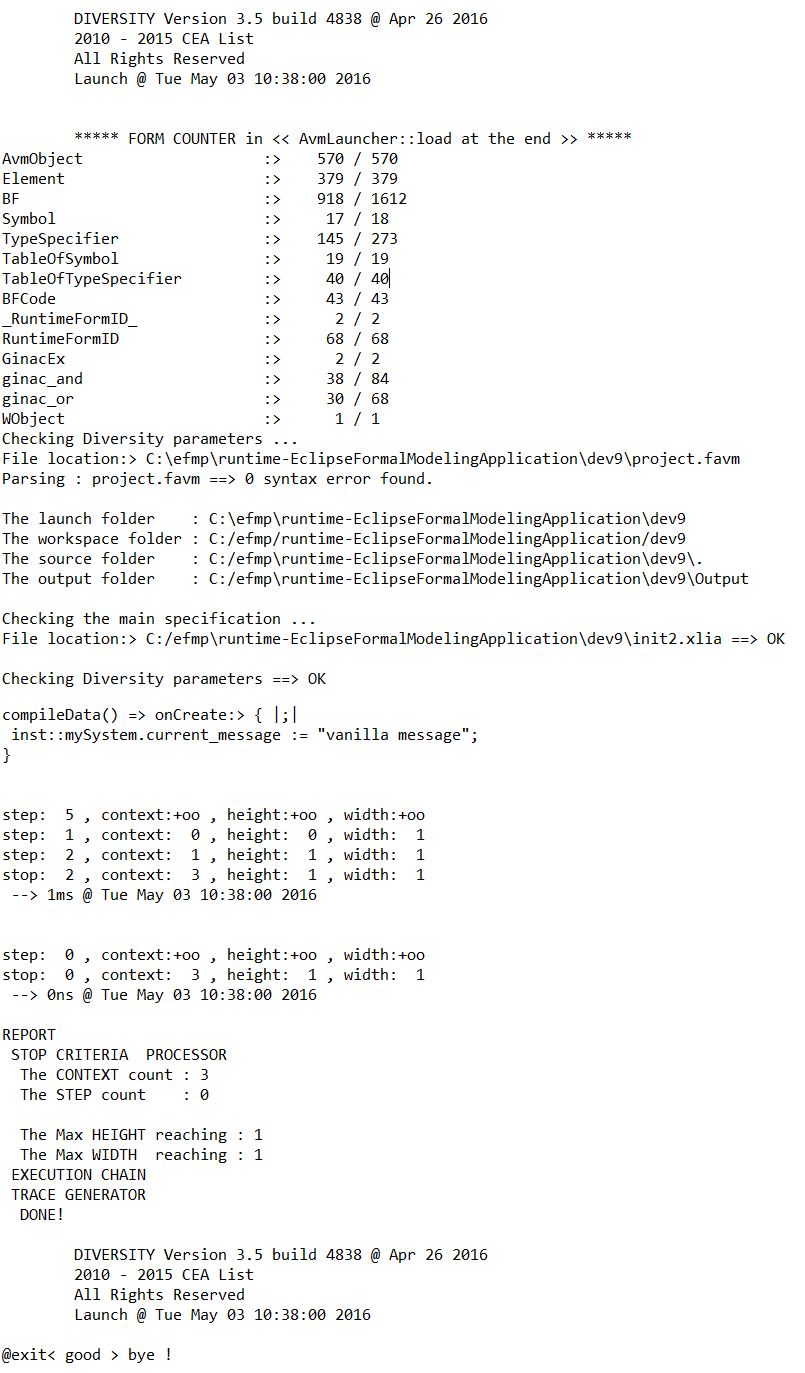 DIVERSITY Version 3.5 build 4838 @ Apr 26 2016
2010 - 2015 CEA List
All Rights Reserved
Launch @ Tue May 03 10:38:00 2016
***** FORM COUNTER in << AvmLauncher::load at the end >> *****
AvmObject :> 570 / 570
Element :> 379 / 379
BF :> 918 / 1612
Symbol :> 17 / 18
TypeSpecifier :> 145 / 273
TableOfSymbol :> 19 / 19
TableOfTypeSpecifier :> 40 / 40
BFCode :> 43 / 43
_RuntimeFormID_ :> 2 / 2
RuntimeFormID :> 68 / 68
GinacEx :> 2 / 2
ginac_and :> 38 / 84
ginac_or :> 30 / 68
WObject :> 1 / 1
Checking Diversity parameters ...
File location:> C:\efmp\runtime-EclipseFormalModelingApplication\dev9\project.favm
Parsing : project.favm ==> 0 syntax error found.
The launch folder : C:\efmp\runtime-EclipseFormalModelingApplication\dev9
The workspace folder : C:/efmp/runtime-EclipseFormalModelingApplication/dev9
The source folder : C:/efmp\runtime-EclipseFormalModelingApplication\dev9\.
The output folder : C:/efmp\runtime-EclipseFormalModelingApplication\dev9\Output
Checking the main specification ...
File location:> C:/efmp\runtime-EclipseFormalModelingApplication\dev9\init2.xlia ==> OK
Checking Diversity parameters ==> OK
compileData() => onCreate:> { |;|
inst::mySystem.current_message := "vanilla message";
}
step: 5 , context:+oo , height:+oo , width:+oo
step: 1 , context: 0 , height: 0 , width: 1
step: 2 , context: 1 , height: 1 , width: 1
stop: 2 , context: 3 , height: 1 , width: 1
--> 1ms @ Tue May 03 10:38:00 2016
step: 0 , context:+oo , height:+oo , width:+oo
stop: 0 , context: 3 , height: 1 , width: 1
--> 0ns @ Tue May 03 10:38:00 2016
REPORT
STOP CRITERIA PROCESSOR
The CONTEXT count : 3
The STEP count : 0
The Max HEIGHT reaching : 1
The Max WIDTH reaching : 1
EXECUTION CHAIN
TRACE GENERATOR
DONE!
DIVERSITY Version 3.5 build 4838 @ Apr 26 2016
2010 - 2015 CEA List
All Rights Reserved
Launch @ Tue May 03 10:38:00 2016
@exit< good > bye !